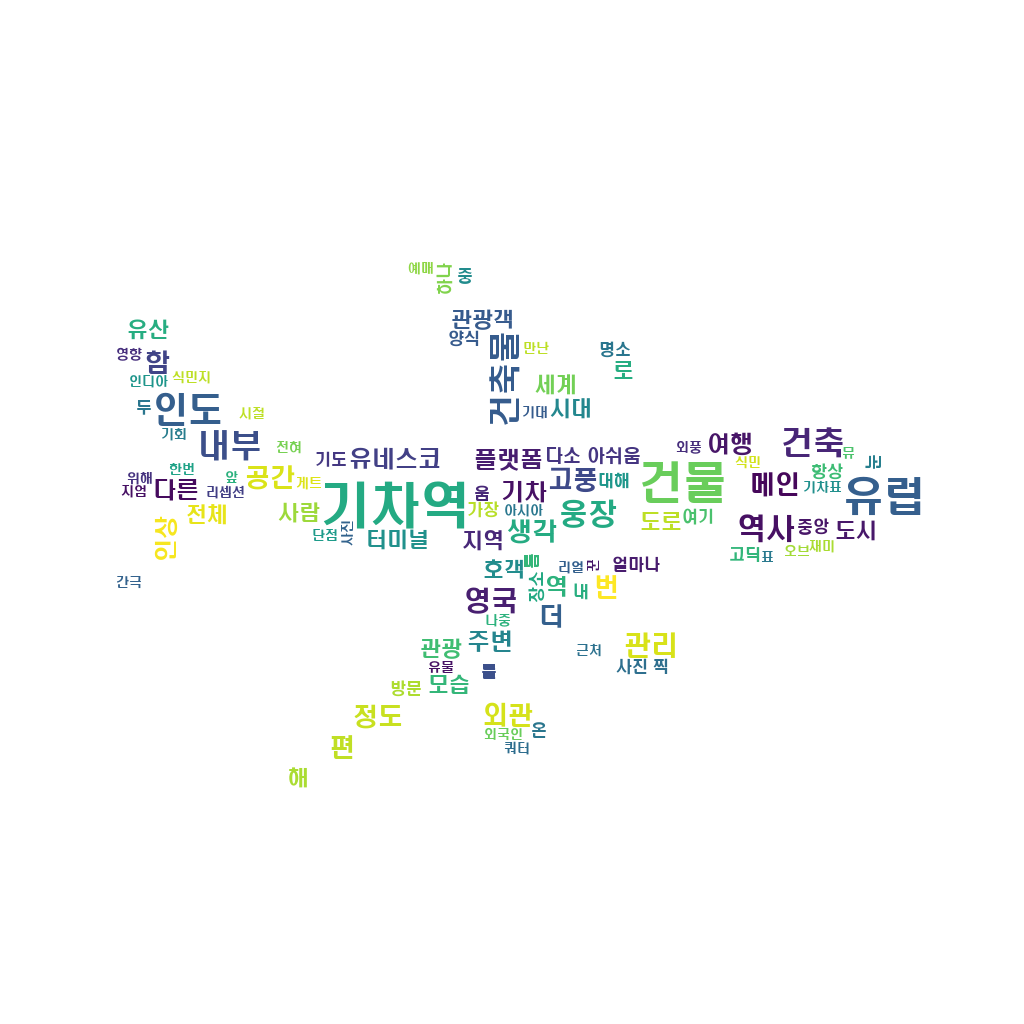 예매
하나
중
관광객
양식
건축물
만난
명소
로
세계
기대
시대
유산
영향
함
인디아
식민지
두
인도
시절
기회
내부
전혀
기도
유네스코
플랫폼
다소
아쉬움
고풍
대해
외풍
여행
식민
건축
뮤
항상
기차표
유럽
위해
한번
앞
지엄
다른
리셉션
공간
게트
기차역
움
기차
건물
메인
인상
전체
사람
단점
터미널
지역
가장
아시아
생각
웅장
도로
여기
역사
중앙
도시
고딕
표
오브
재미
간극
호객
장소
역
리얼
곤
내
얼마나
번
영국
나중
더
관광
주변
유물
근처
관리
사진 찍
방문
모습
름
정도
외관
외국인
온
쿼터
편
해